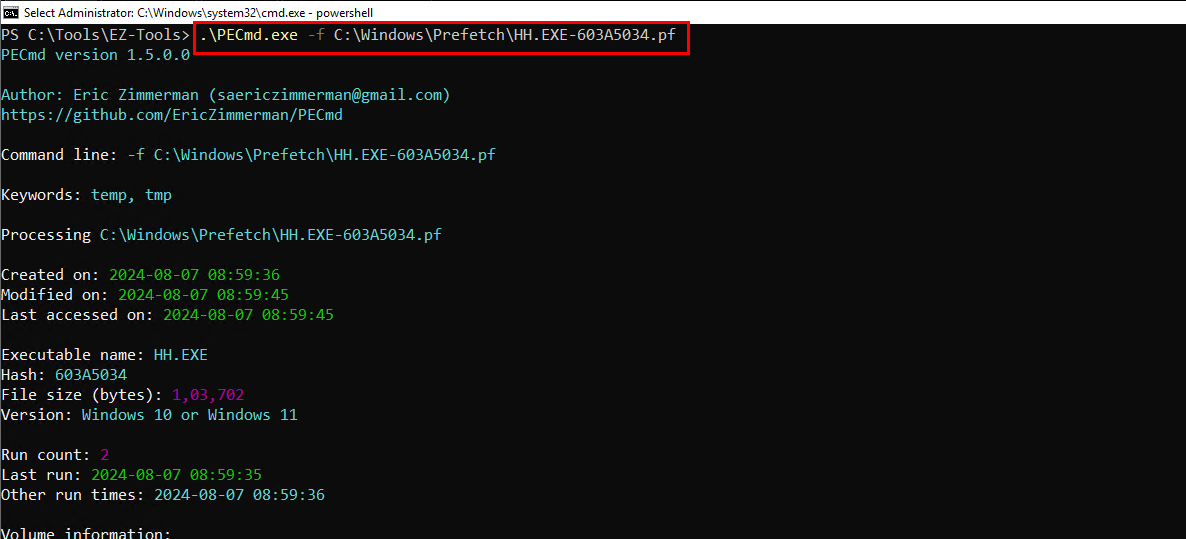 Select Administrator: C:\Windows\system32\cmd.exe - powershell
PS C:\Tools\EZ-Tools> .\PECmd.exe -f C:\Windows\Prefetch\HH.EXE-603A5034.pf
PECmd version 1.5.0.0
Author: Eric Zimmerman (saericzimmerman@gmail.com)
https://github.com/EricZimmerman/PECmd
Command line: -f C:\Windows\Prefetch\HH.EXE-603A5034.pf
Keywords: temp, tmp
Processing C:\Windows\Prefetch\HH.EXE-603A5034.pf
Created on: 2024-08-07 08:59:36
Modified on: 2024-08-07 08:59:45
Last accessed on: 2024-08-07 08:59:45
Executable name: HH.EXE
Hash: 603A5034
File size (bytes): 1,03,702
Version: Windows 10 or Windows 11
Run count: 2
Last run: 2024-08-07 08:59:35
Other run times: 2024-08-07 08:59:36
Volume information: